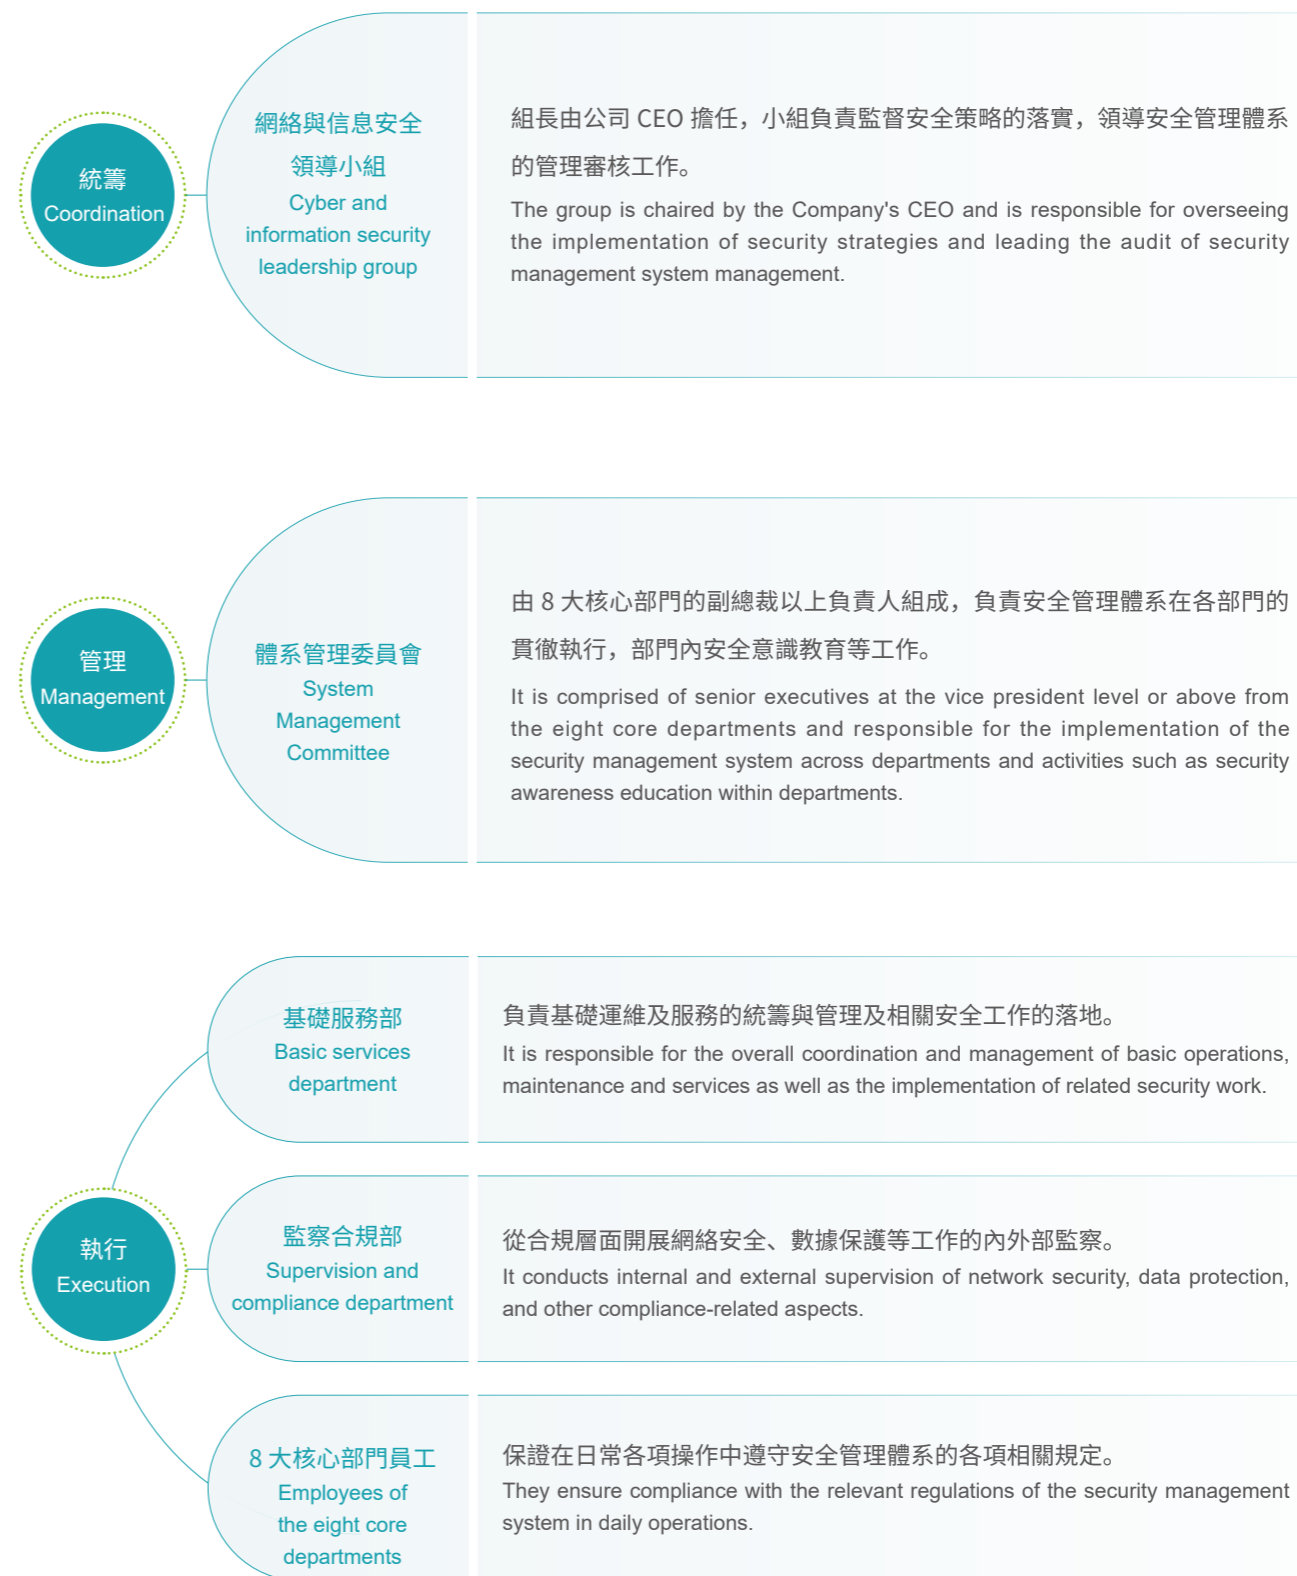 統籌
Coordination
網絡與信息安全
領導小組
Cyber and
information security
leadership group
組長由公司 CEO 擔任，小組負責監督安全策略的落實，領導安全管理體系
的管理審核工作。
The group is chaired by the Company's CEO and is responsible for overseeing
the implementation of security strategies and leading the audit of security
management system management.
管理
Management
體系管理委員會
System
Management
Committee
由 8 大核心部門的副總裁以上負責人組成，負責安全管理體系在各部門的
貫徹執行，部門內安全意識教育等工作。
It is comprised of senior executives at the vice president level or above from
the eight core departments and responsible for the implementation of the
security management system across departments and activities such as security
awareness education within departments.
執行
Execution
基礎服務部
Basic services
department
負責基礎運維及服務的統籌與管理及相關安全工作的落地。
It is responsible for the overall coordination and management of basic operations,
maintenance and services as well as the implementation of related security work.
監察合規部
Supervision and
compliance department
從合規層面開展網絡安全、數據保護等工作的內外部監察。
It conducts internal and external supervision of network security, data protection,
and other compliance-related aspects.
8 大核心部門員工
Employees of
the eight core
departments
保證在日常各項操作中遵守安全管理體系的各項相關規定。
They ensure compliance with the relevant regulations of the security management
system in daily operations.